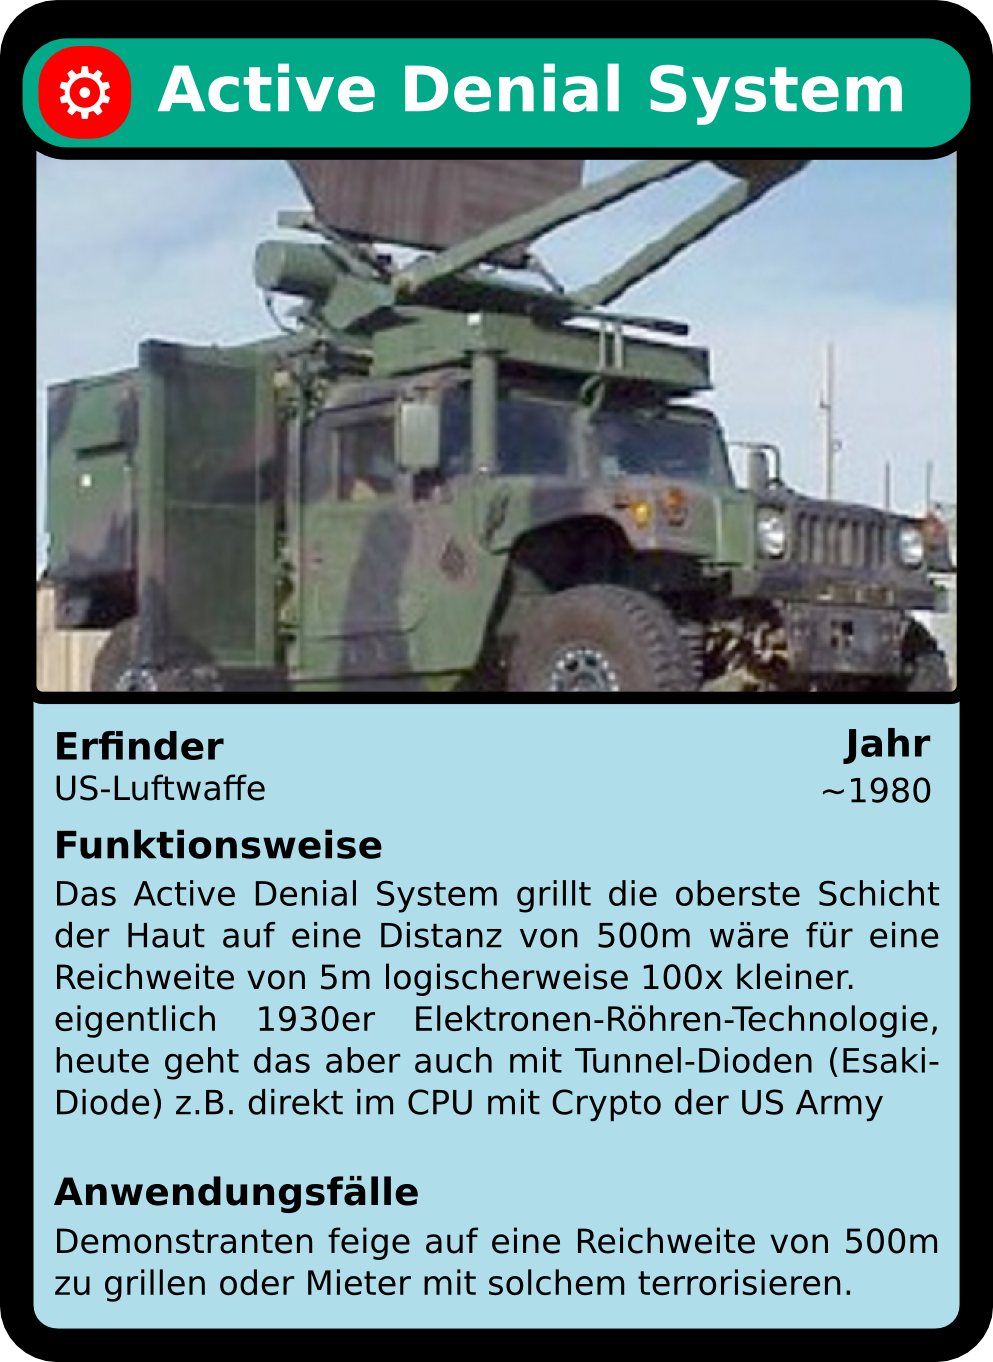 Active Denial System
Erfinder
Jahr
US-Luftwaffe
~1980
Funktionsweise
Das Active Denial System grillt die oberste Schicht
der Haut auf eine Distanz von 500m wäre für eine
Reichweite von 5m logischerweise 100x kleiner.
eigentlich 1930er Elektronen-Röhren-Technologie,
heute geht das aber auch mit Tunnel-Dioden (Esaki-
Diode) z.B. direkt im CPU mit Crypto der US Army
Anwendungsfälle
Demonstranten feige auf eine Reichweite von 500m
zu grillen oder Mieter mit solchem terrorisieren.